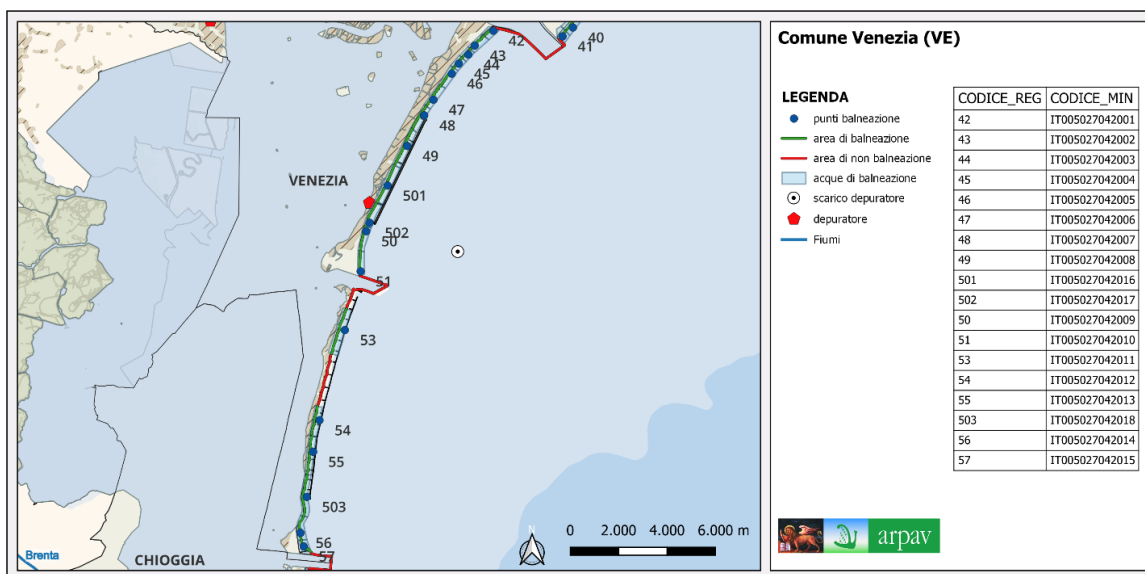 40
41
42
43
44
45
46
47
48
49
VENEZIA
501
502
50
51
53
54
55
503
56
57
Brenta
CHIOGGIA
N
0 2.000 4.000 6.000 m
Comune Venezia (VE)
LEGENDA
punti balneazione
area di balneazione
area di non balneazione
acque di balneazione
scarico depuratore
depuratore
Fiumi
CODICE_REG CODICE_MIN
42 IT005027042001
43 IT005027042002
44 IT005027042003
45 IT005027042004
46 IT005027042005
47 IT005027042006
48 IT005027042007
49 IT005027042008
501 IT005027042016
502 IT005027042017
50 IT005027042009
51 IT005027042010
53 IT005027042011
54 IT005027042012
55 IT005027042013
503 IT005027042018
56 IT005027042014
57 IT005027042015
arpav